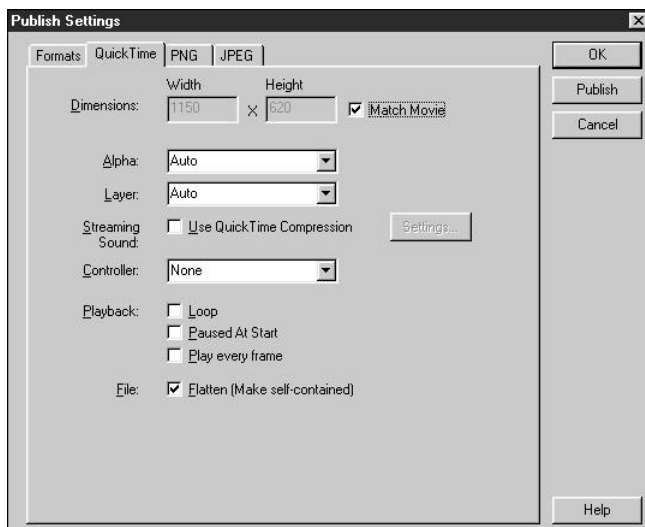 Publish Settings
Formats QuickTime PNG JPEG
OK
Publish
Cancel
Width Height
Dimensions: 1150 X 620 Match Movie
Alpha: Auto
Layer: Auto
Streaming Sound: Use QuickTime Compression Settings...
Controller: None
Playback: Loop
Paused At Start
Play every frame
File: Flatten (Make self-contained)
Help